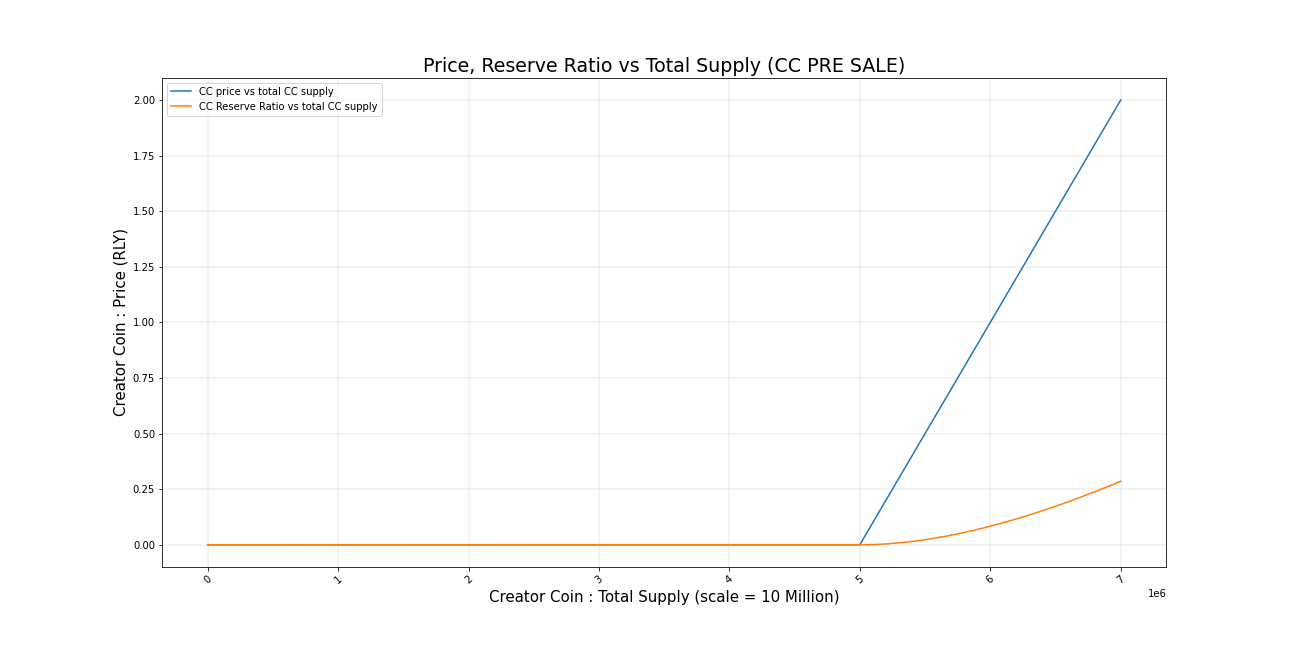 Price, Reserve Ratio vs Total Supply (CC PRE SALE)
CC price vs total CC supply
CC Reserve Ratio vs total CC supply
Creator Coin : Price (RLY)
2.00
1.75
1.50
1.25
1.00
0.75
0.50
0.25
0.00
0 1 2 3 4 5 6 7
1e6
Creator Coin : Total Supply (scale = 10 Million)